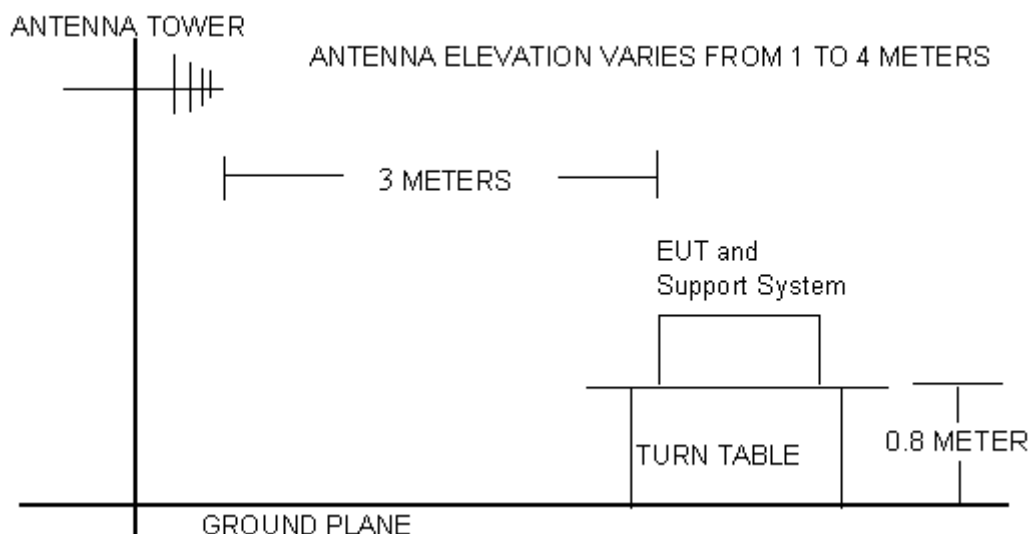 ANTENNA TOWER
ANTENNA ELEVATION VARIES FROM 1 TO 4 METERS
3 METERS
EUT and
Support System
0.8 METER
TURN TABLE
GROUND PLANE